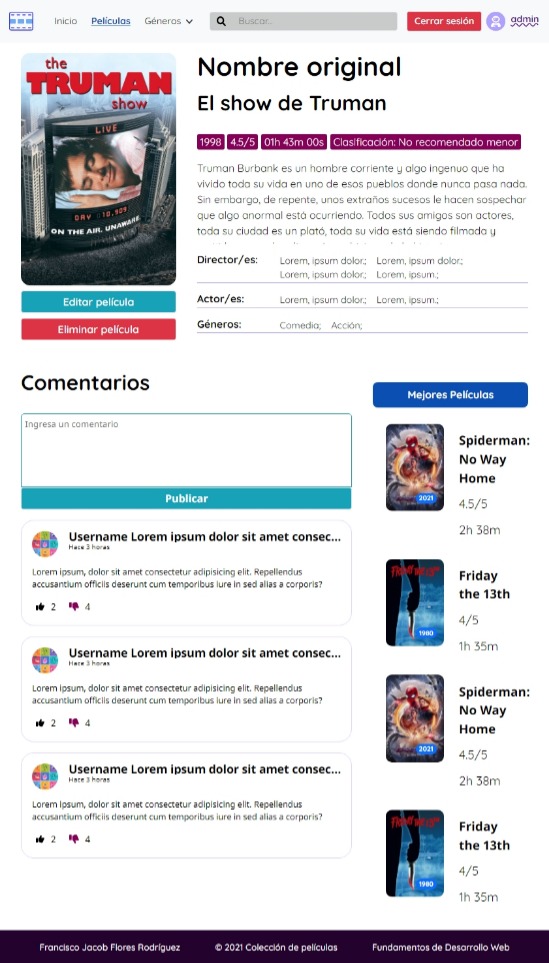 Inicio Películas Géneros Buscar.. Cerrar sesión admin
the
TRUMAN
show
LIVE
DAY 10,909
ON THE AIR. UNAWARE.
Editar película
Eliminar película
Nombre original
El show de Truman
1998 4.5/5 01h 43m 00s Clasificación: No recomendado menor
Truman Burbank es un hombre corriente y algo ingenuo que ha
vivido toda su vida en uno de esos pueblos donde nunca pasa nada.
Sin embargo, de repente, unos extraños sucesos le hacen sospechar
que algo anormal está ocurriendo. Todos sus amigos son actores,
toda su ciudad es un plató, toda su vida está siendo filmada y
Director/es: Lorem, ipsum dolor.; Lorem, ipsum dolor;
Lorem, ipsum dolor.; Lorem, ipsum.;
Actor/es: Lorem, ipsum dolor.; Lorem, ipsum.;
Géneros: Comedia; Acción;
Comentarios
Ingresa un comentario
Publicar
Username Lorem ipsum dolor sit amet consec...
Hace 3 horas
Lorem ipsum, dolor sit amet consectetur adipisicing elit. Repellendus
accusantium officiis deserunt cum temporibus iure in sed alias a corporis?
2 4
Username Lorem ipsum dolor sit amet consec...
Hace 3 horas
Lorem ipsum, dolor sit amet consectetur adipisicing elit. Repellendus
accusantium officiis deserunt cum temporibus iure in sed alias a corporis?
2 4
Username Lorem ipsum dolor sit amet consec...
Hace 3 horas
Lorem ipsum, dolor sit amet consectetur adipisicing elit. Repellendus
accusantium officiis deserunt cum temporibus iure in sed alias a corporis?
2 4
Mejores Películas
2021
Spiderman:
No Way
Home
4.5/5
2h 38m
1980
Friday
the 13th
4/5
1h 35m
2021
Spiderman:
No Way
Home
4.5/5
2h 38m
1980
Friday
the 13th
4/5
1h 35m
Francisco Jacob Flores Rodríguez © 2021 Colección de películas Fundamentos de Desarrollo Web